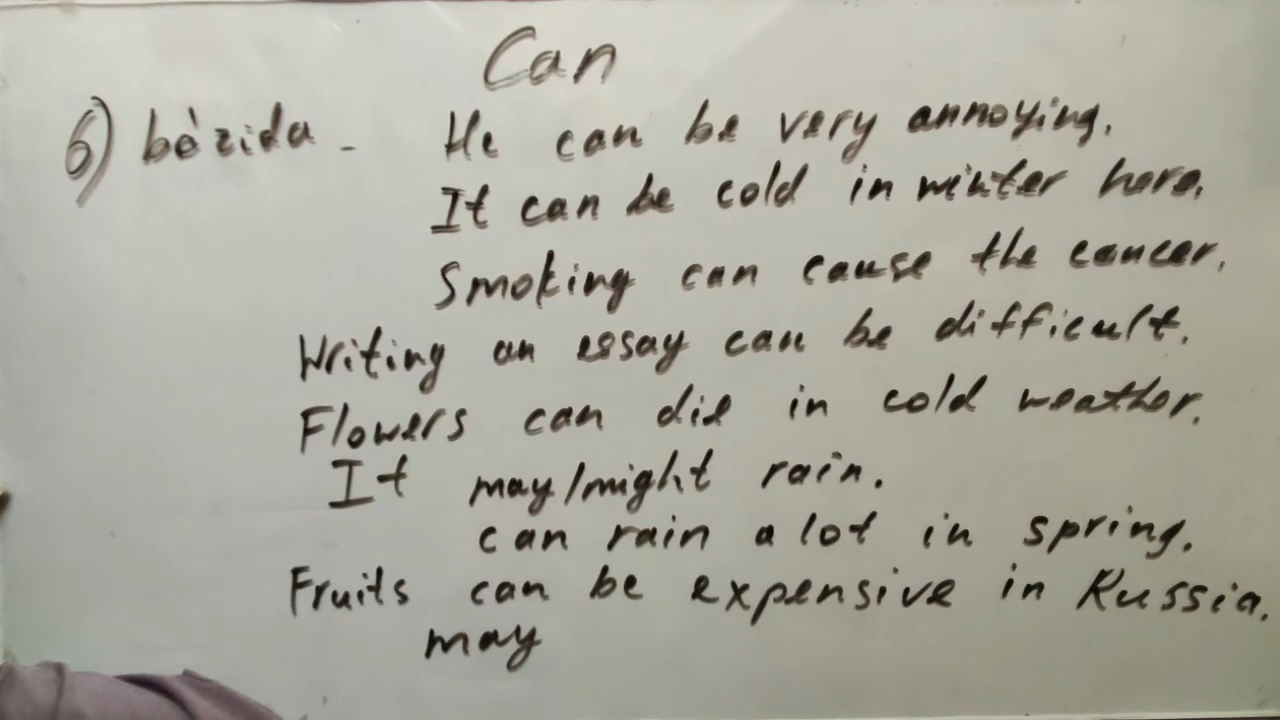 Can
6) bèzida - He can be very annoying.
It can be cold in winter here.
Smoking can cause the cancer.
Writing an essay can be difficult.
Flowers can die in cold weather.
It may/might rain.
can rain a lot in spring.
Fruits can be expensive in Russia.
may